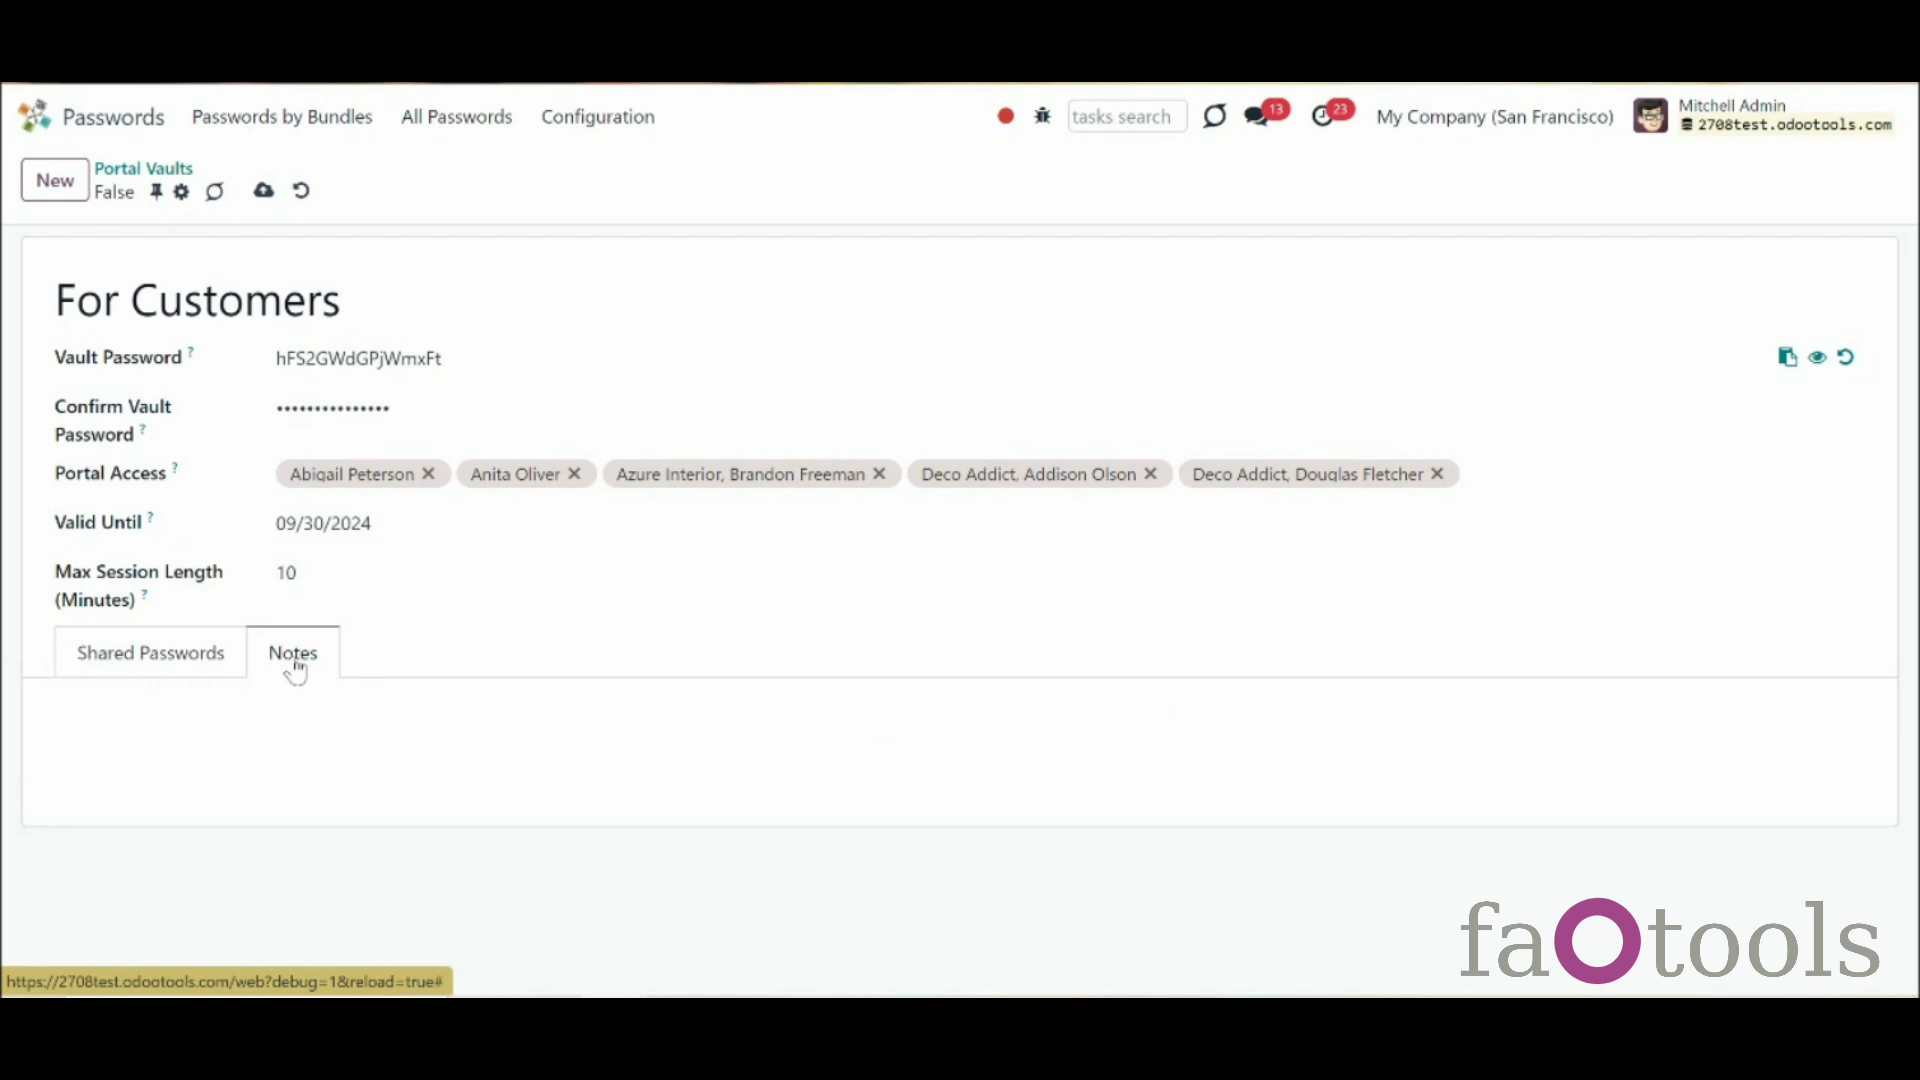 Passwords Passwords by Bundles All Passwords Configuration tasks search 13 23 My Company (San Francisco) Mitchell Admin
2708test.odootools.com
New Portal Vaults
False
For Customers
Vault Password ? hFS2GWdGPjWmxFt
Confirm Vault Password ? •••••••••••••••
Portal Access ? Abigail Peterson ✕ Anita Oliver ✕ Azure Interior, Brandon Freeman ✕ Deco Addict, Addison Olson ✕ Deco Addict, Douglas Fletcher ✕
Valid Until ? 09/30/2024
Max Session Length (Minutes) ? 10
Shared Passwords Notes
https://2708test.odootools.com/web?debug=1&reload=true#
faOtools